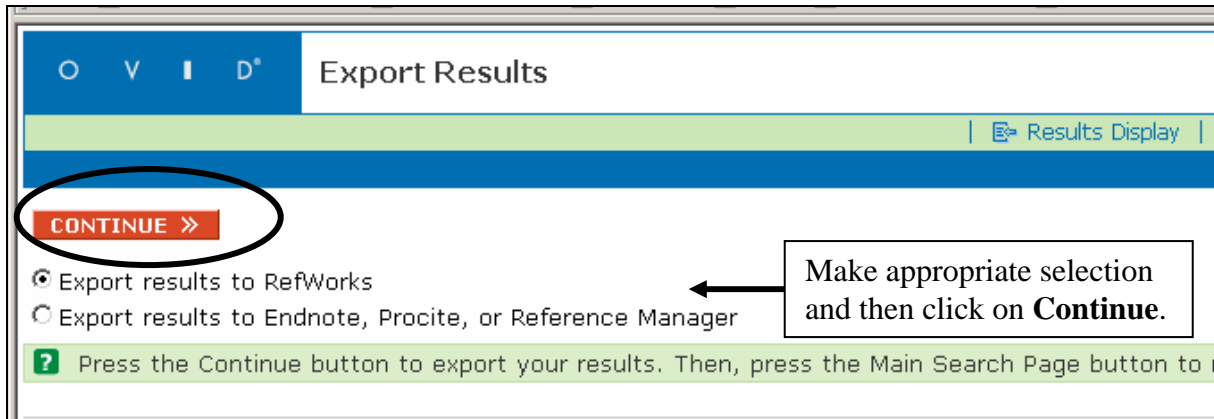 O V I D®
Export Results
| Results Display |
CONTINUE »
Export results to RefWorks
Export results to Endnote, Procite, or Reference Manager
Make appropriate selection
and then click on Continue.
? Press the Continue button to export your results. Then, press the Main Search Page button to